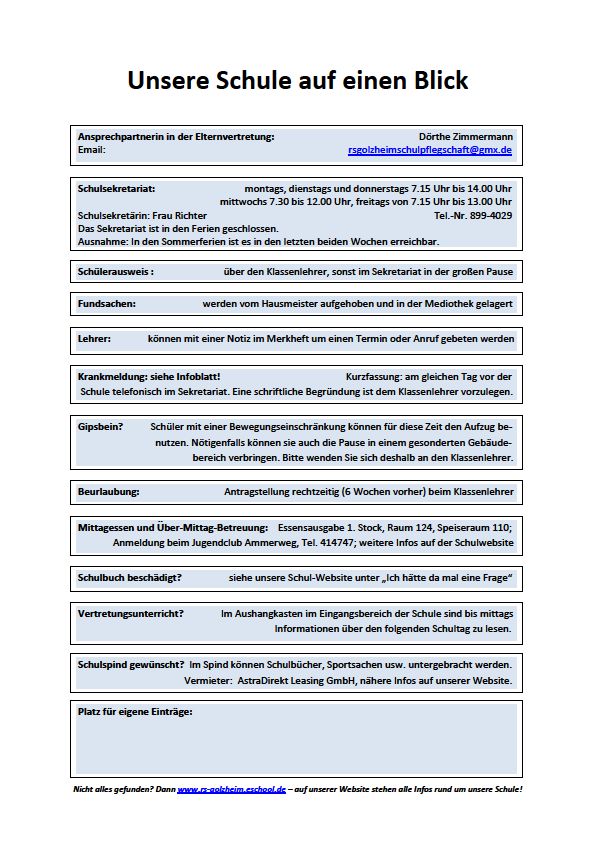 Unsere Schule auf einen Blick
Ansprechpartnerin in der Elternvertretung: Dörthe Zimmermann
Email: rsgolzheimschulpflegschaft@gmx.de
Schulsekretariat: montags, dienstags und donnerstags 7.15 Uhr bis 14.00 Uhr
mittwochs 7.30 bis 12.00 Uhr, freitags von 7.15 Uhr bis 13.00 Uhr
Schulsekretärin: Frau Richter Tel.-Nr. 899-4029
Das Sekretariat ist in den Ferien geschlossen.
Ausnahme: In den Sommerferien ist es in den letzten beiden Wochen erreichbar.
Schülerausweis : über den Klassenlehrer, sonst im Sekretariat in der großen Pause
Fundsachen: werden vom Hausmeister aufgehoben und in der Mediothek gelagert
Lehrer: können mit einer Notiz im Merkheft um einen Termin oder Anruf gebeten werden
Krankmeldung: siehe Infoblatt! Kurzfassung: am gleichen Tag vor der
Schule telefonisch im Sekretariat. Eine schriftliche Begründung ist dem Klassenlehrer vorzulegen.
Gipsbein? Schüler mit einer Bewegungseinschränkung können für diese Zeit den Aufzug be-
nutzen. Nötigenfalls können sie auch die Pause in einem gesonderten Gebäude-
bereich verbringen. Bitte wenden Sie sich deshalb an den Klassenlehrer.
Beurlaubung: Antragstellung rechtzeitig (6 Wochen vorher) beim Klassenlehrer
Mittagessen und Über-Mittag-Betreuung: Essensausgabe 1. Stock, Raum 124, Speiseraum 110;
Anmeldung beim Jugendclub Ammerweg, Tel. 414747; weitere Infos auf der Schulwebsite
Schulbuch beschädigt? siehe unsere Schul-Website unter „Ich hätte da mal eine Frage“
Vertretungsunterricht? Im Aushangkasten im Eingangsbereich der Schule sind bis mittags
Informationen über den folgenden Schultag zu lesen.
Schulspind gewünscht? Im Spind können Schulbücher, Sportsachen usw. untergebracht werden.
Vermieter: AstraDirekt Leasing GmbH, nähere Infos auf unserer Website.
Platz für eigene Einträge:
Nicht alles gefunden? Dann www.rs-golzheim.eschool.de – auf unserer Website stehen alle Infos rund um unsere Schule!